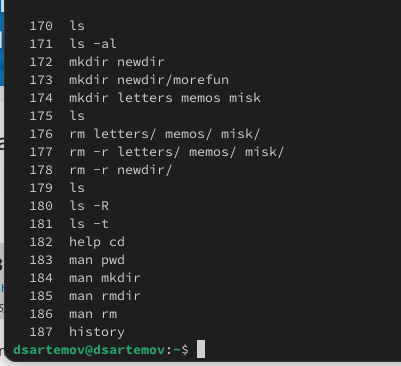 170 ls
171 ls -al
172 mkdir newdir
173 mkdir newdir/morefun
174 mkdir letters memos misk
175 ls
176 rm letters/ memos/ misk/
177 rm -r letters/ memos/ misk/
178 rm -r newdir/
179 ls
180 ls -R
181 ls -t
182 help cd
183 man pwd
184 man mkdir
185 man rmdir
186 man rm
187 history
dsartemov@dsartemov:~$